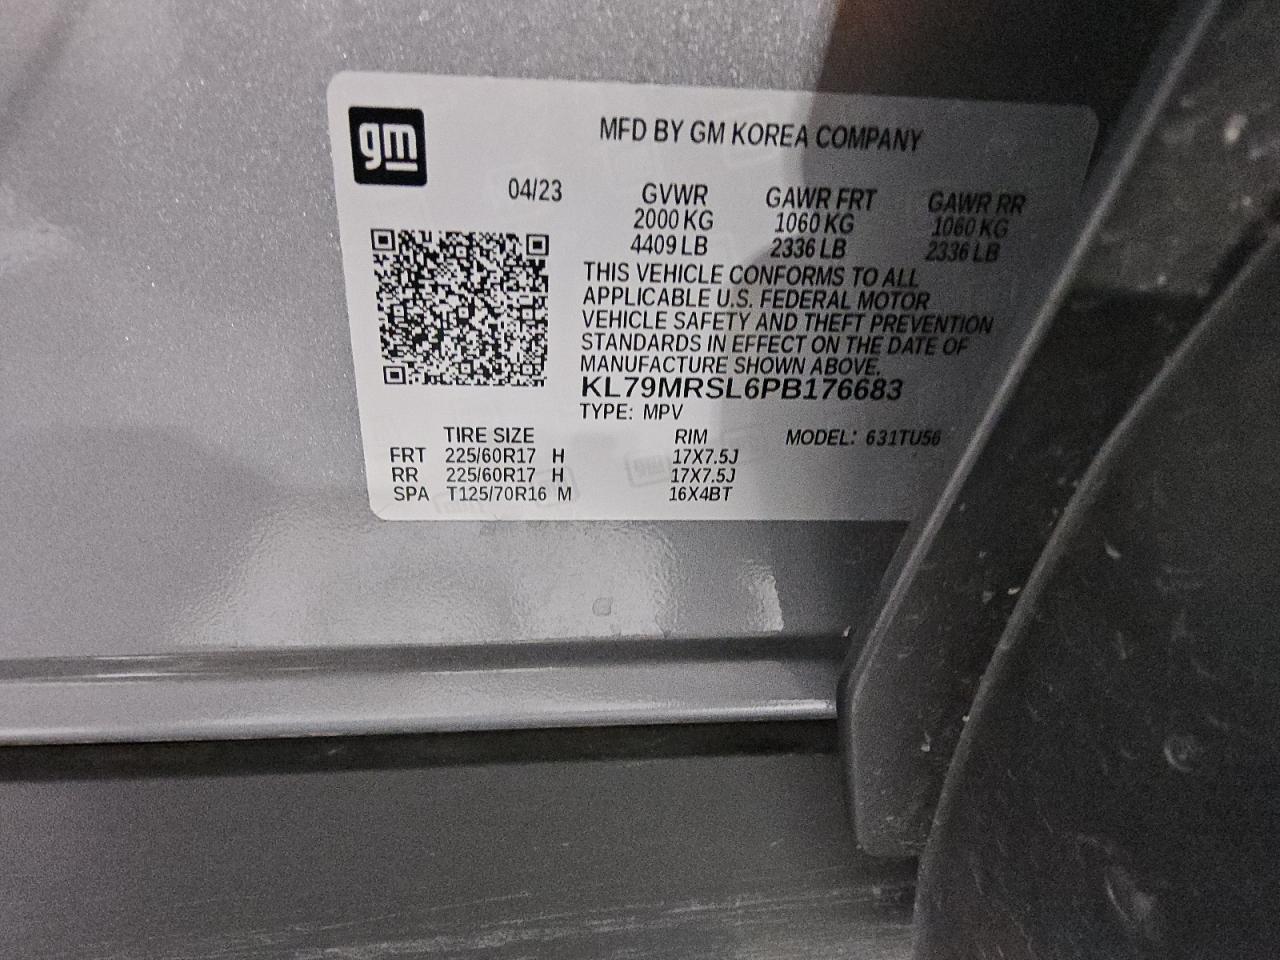 gm
MFD BY GM KOREA COMPANY
04/23 GVWR GAWR FRT GAWR RR
2000 KG 1060 KG 1060 KG
4409 LB 2336 LB 2336 LB
THIS VEHICLE CONFORMS TO ALL
APPLICABLE U.S. FEDERAL MOTOR
VEHICLE SAFETY AND THEFT PREVENTION
STANDARDS IN EFFECT ON THE DATE OF
MANUFACTURE SHOWN ABOVE.
KL79MRSL6PB176683
TYPE: MPV
TIRE SIZE RIM MODEL: 631TU56
FRT 225/60R17 H 17X7.5J
RR 225/60R17 H 17X7.5J
SPA T125/70R16 M 16X4BT